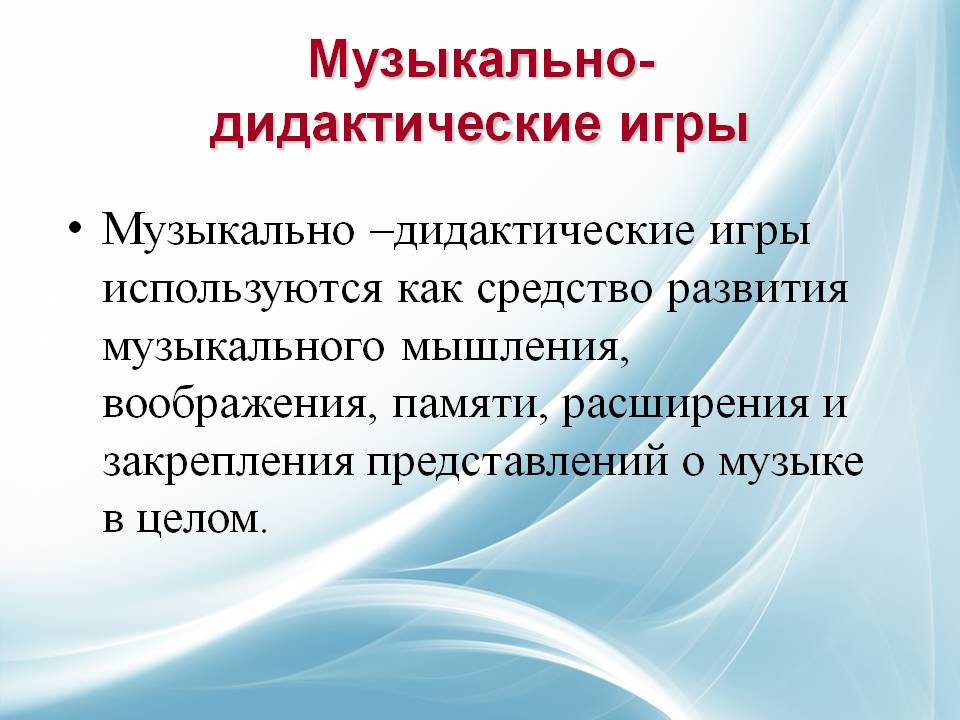 Музыкально-
дидактические игры
• Музыкально –дидактические игры
используются как средство развития
музыкального мышления,
воображения, памяти, расширения и
закрепления представлений о музыке
в целом.